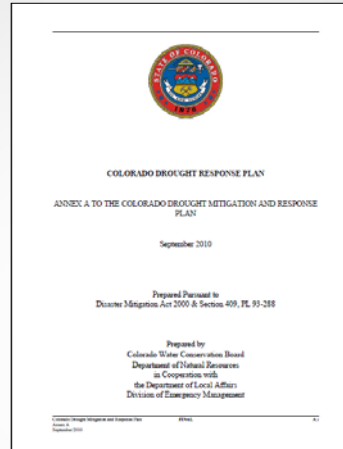 STATE OF COLORADO
1876
COLORADO DROUGHT RESPONSE PLAN
ANNEX A TO THE COLORADO DROUGHT MITIGATION AND RESPONSE
PLAN
September 2010
Prepared Pursuant to
Disaster Mitigation Act 2000 & Section 409, PL 93-288
Prepared by
Colorado Water Conservation Board
Department of Natural Resources
in Cooperation with
the Department of Local Affairs
Division of Emergency Management
Colorado Drought Mitigation and Response Plan FINAL A.1
Annex A
September 2010